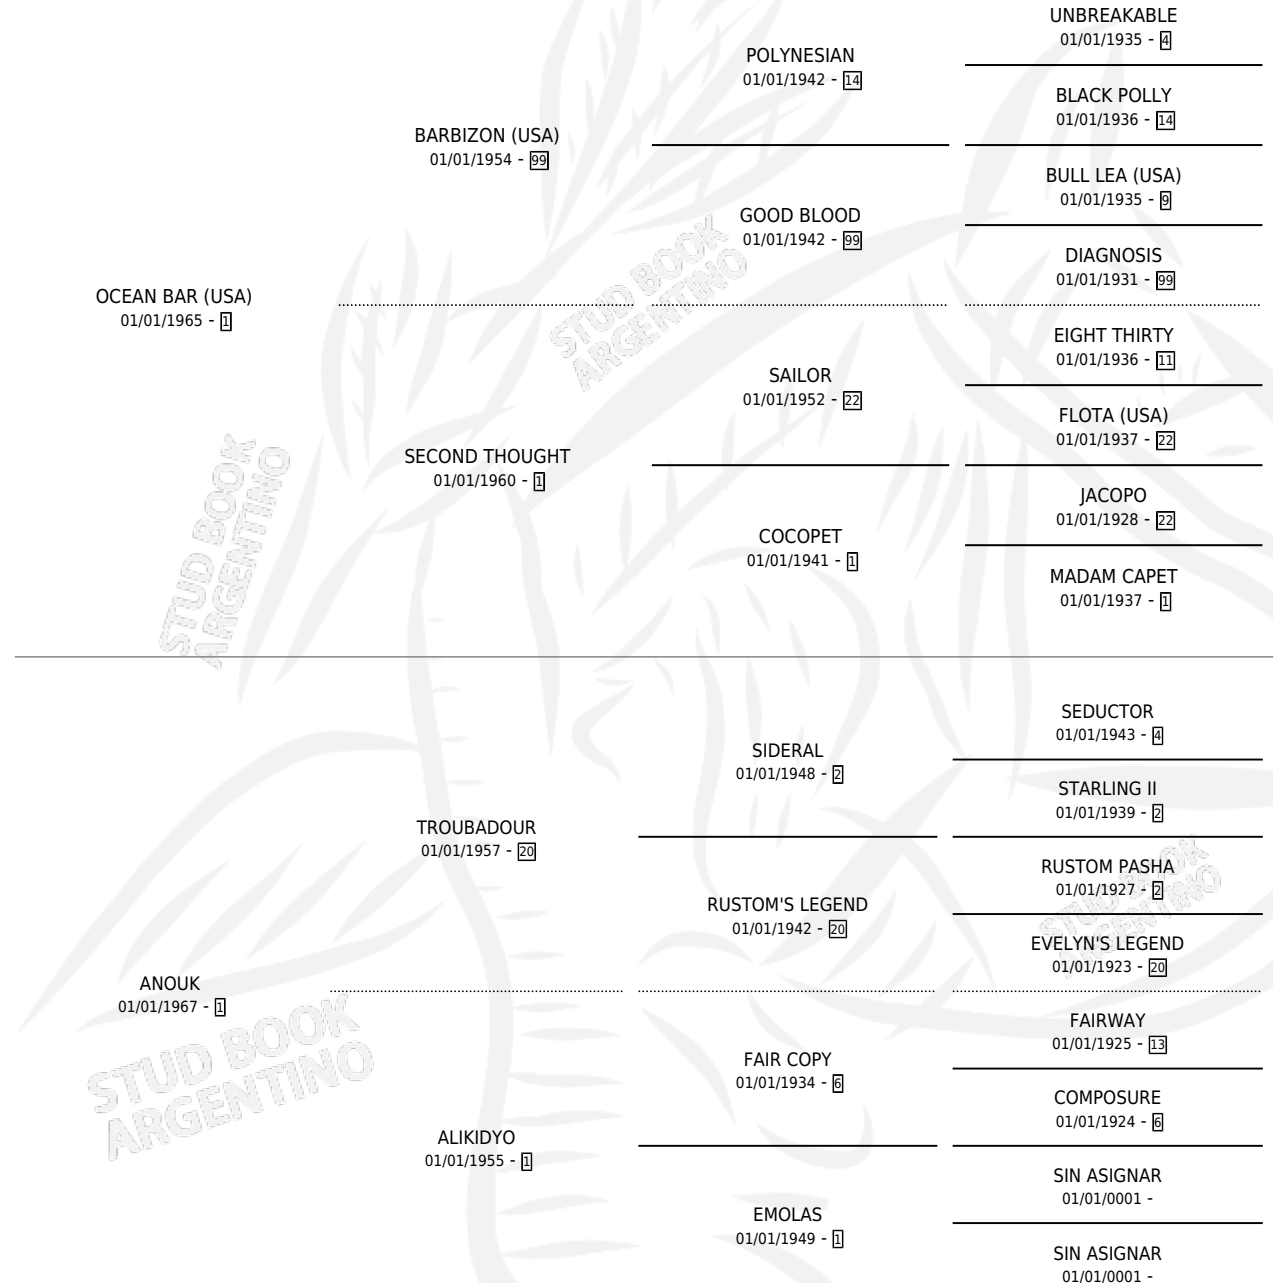 UNBREAKABLE
01/01/1935 - 4
POLYNESIAN
01/01/1942 - 14
BLACK POLLY
01/01/1936 - 14
BARBIZON (USA)
01/01/1954 - 99
BULL LEA (USA)
01/01/1935 - 9
GOOD BLOOD
01/01/1942 - 99
DIAGNOSIS
01/01/1931 - 99
OCEAN BAR (USA)
01/01/1965 - 1
EIGHT THIRTY
01/01/1936 - 11
SAILOR
01/01/1952 - 22
FLOTA (USA)
01/01/1937 - 22
SECOND THOUGHT
01/01/1960 - 1
JACOPO
01/01/1928 - 22
COCOPET
01/01/1941 - 1
MADAM CAPET
01/01/1937 - 1
SEDUCTOR
01/01/1943 - 4
SIDERAL
01/01/1948 - 2
STARLING II
01/01/1939 - 2
TROUBADOUR
01/01/1957 - 20
RUSTOM PASHA
01/01/1927 - 2
RUSTOM'S LEGEND
01/01/1942 - 20
EVELYN'S LEGEND
01/01/1923 - 20
ANOUK
01/01/1967 - 1
FAIRWAY
01/01/1925 - 13
FAIR COPY
01/01/1934 - 6
COMPOSURE
01/01/1924 - 6
ALIKIDYO
01/01/1955 - 1
SIN ASIGNAR
01/01/0001 -
EMOLAS
01/01/1949 - 1
SIN ASIGNAR
01/01/0001 -
STUD BOOK
ARGENTINO
STUD BOOK
ARGENTINO
STUD BOOK
ARGENTINO
STUD BOOK
ARGENTINO